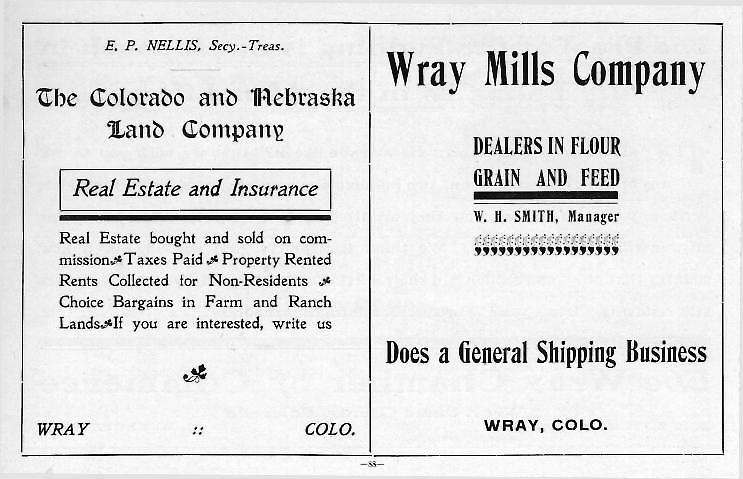 E. P. NELLIS, Secy.-Treas.
The Colorado and Nebraska
Land Company
Real Estate and Insurance
Real Estate bought and sold on com-
mission Taxes Paid Property Rented
Rents Collected for Non-Residents
Choice Bargains in Farm and Ranch
Lands If you are interested, write us
WRAY :: COLO.
Wray Mills Company
DEALERS IN FLOUR
GRAIN AND FEED
W. H. SMITH, Manager
Does a General Shipping Business
WRAY, COLO.
—88—